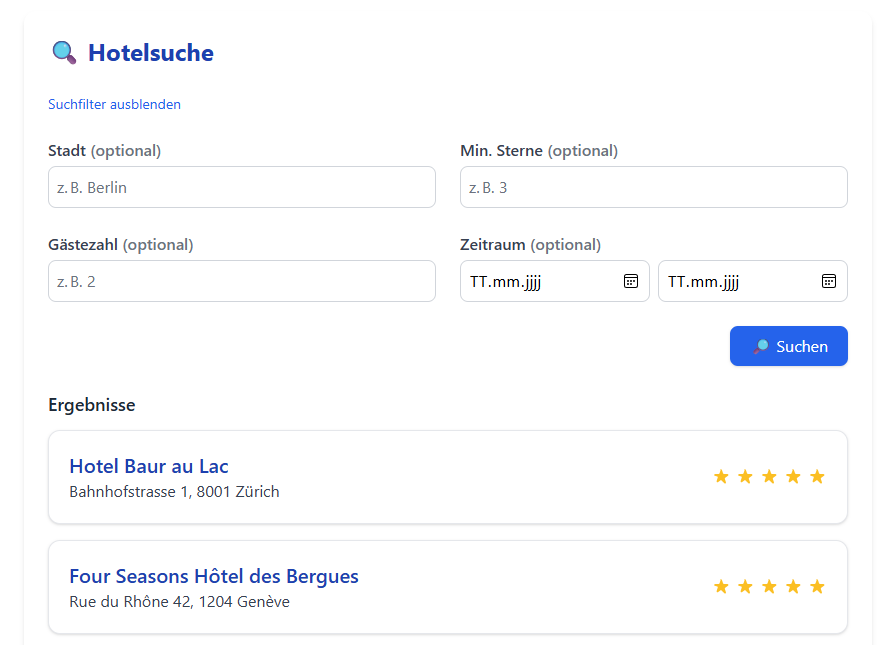 Hotelsuche
Suchfilter ausblenden
Stadt (optional)
z. B. Berlin
Min. Sterne (optional)
z. B. 3
Gästezahl (optional)
z. B. 2
Zeitraum (optional)
TT.mm.jjjj
TT.mm.jjjj
Suchen
Ergebnisse
Hotel Baur au Lac
Bahnhofstrasse 1, 8001 Zürich
Four Seasons Hôtel des Bergues
Rue du Rhône 42, 1204 Genève